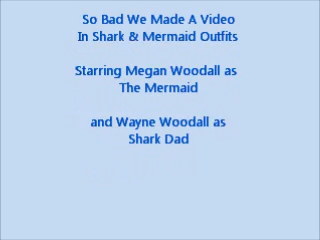 So Bad We Made A Video
In Shark & Mermaid Outfits
Starring Megan Woodall as
The Mermaid
and Wayne Woodall as
Shark Dad